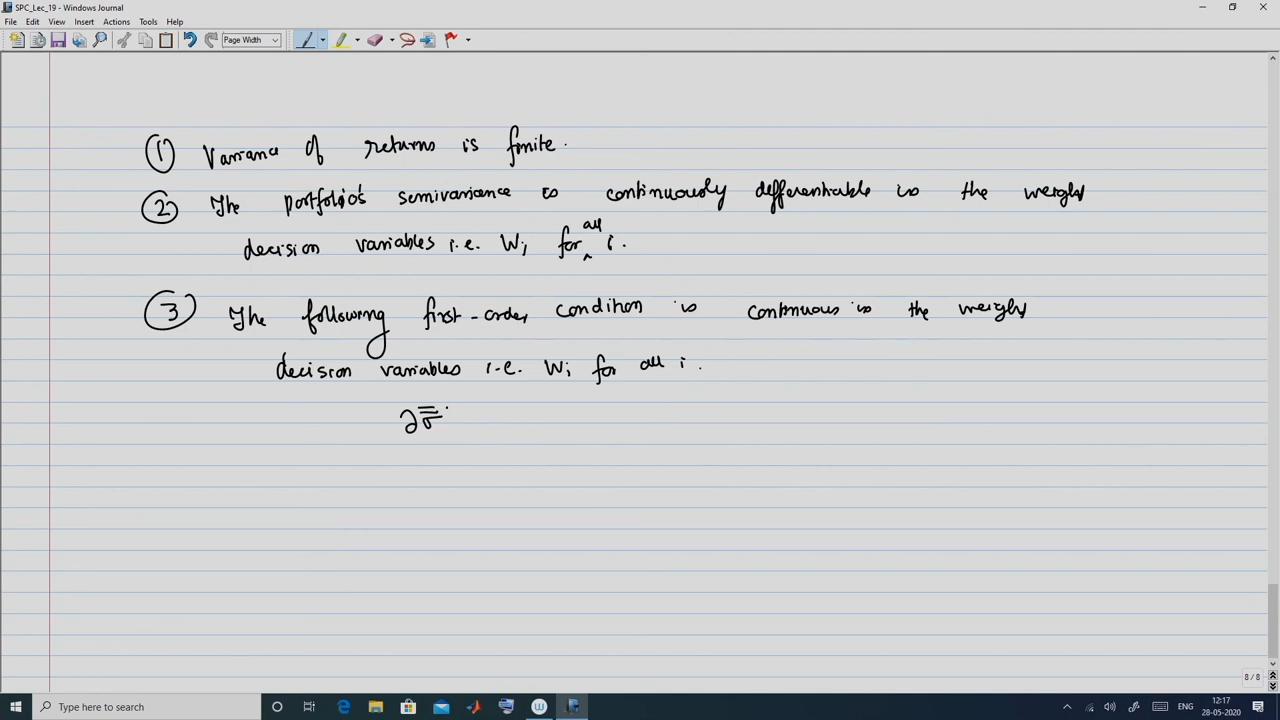 SPC_Lec_19 - Windows Journal
File Edit View Insert Actions Tools Help
Page Width
① Variance of returns is finite.
② The portfolio's semivariance is continuously differentiable in the weight
decision variables i.e. Wi for all i.
③ The following first-order condition is continuous in the weight
decision variables i.e. Wi for all i.
∂σ̿
8 / 8
Type here to search
12:17
28-05-2020